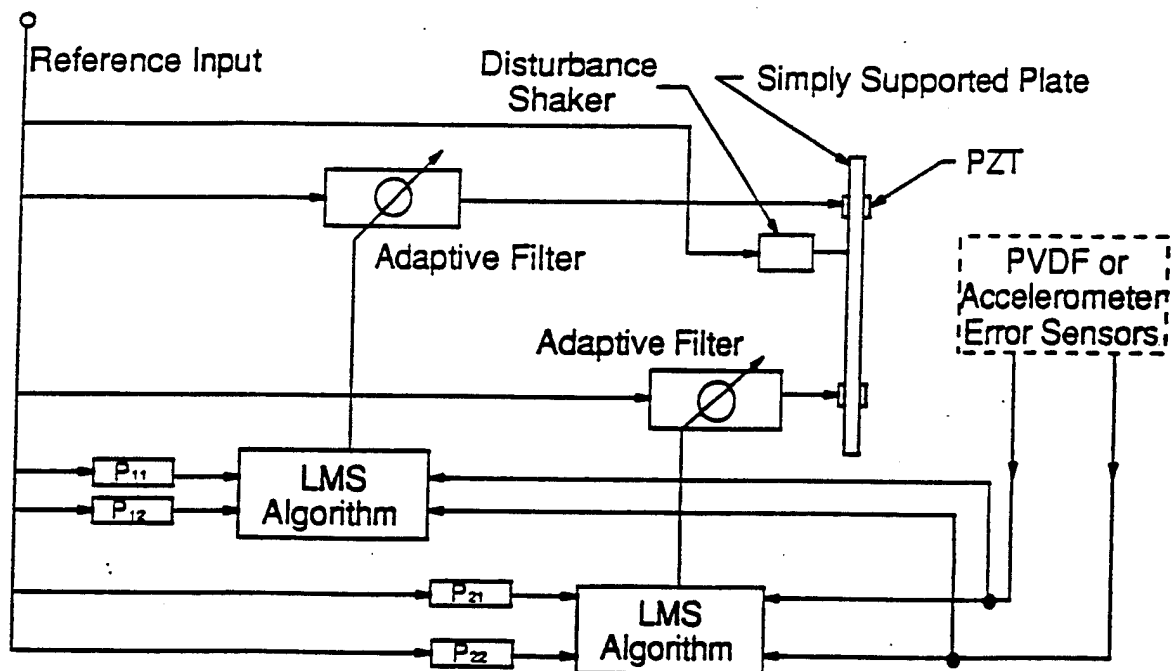 Reference Input
Disturbance
Shaker
Simply Supported Plate
PZT
Adaptive Filter
PVDF or
Accelerometer
Error Sensors
Adaptive Filter
P11
P12
LMS
Algorithm
P21
P22
LMS
Algorithm